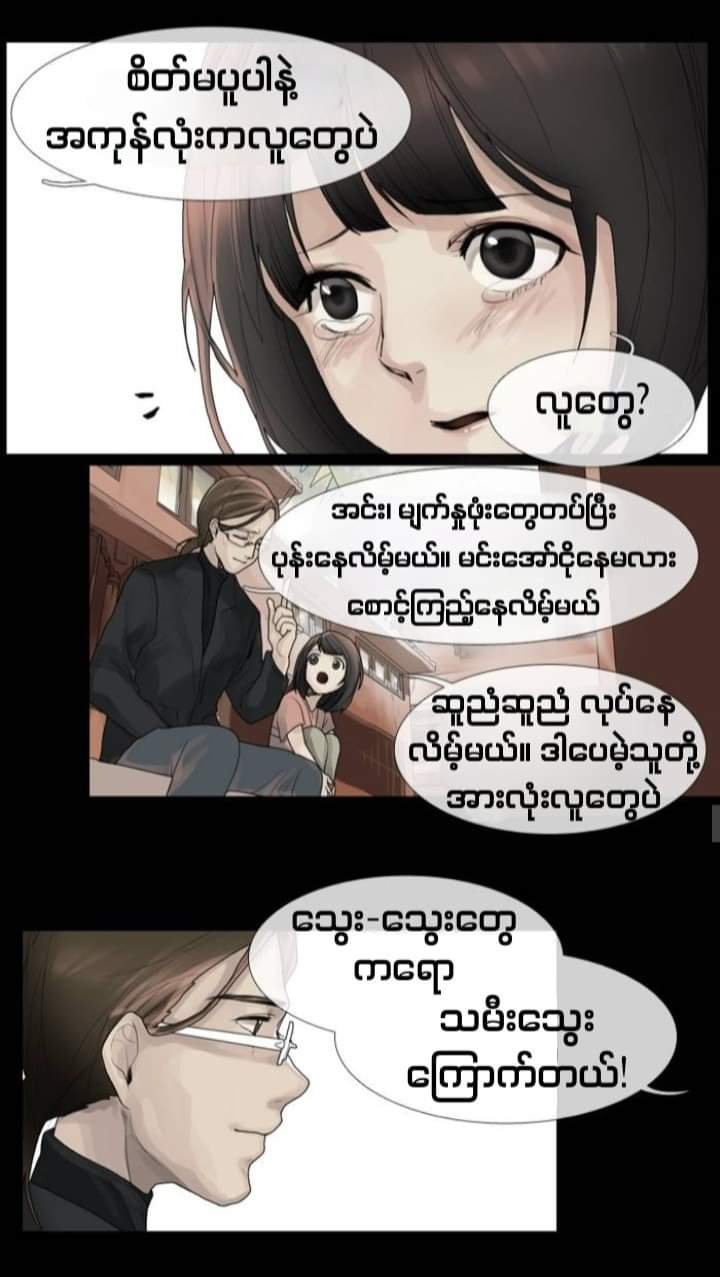 စိတ်မပူပါနဲ့
အကုန်လုံးကလူတွေပဲ
လူတွေ?
အင်း၊ မျက်နှုဖုံးတွေတပ်ပြီး
ပုန်းနေလိမ့်မယ်။ မင်းအော်ငိုနေမလား
စောင့်ကြည့်နေလိမ့်မယ်
ဆူညံဆူညံ လုပ်နေ
လိမ့်မယ်။ ဒါပေမဲ့သူတို့
အားလုံးလူတွေပဲ
သွေး-သွေးတွေ
ကရော
သမီးသွေး
ကြောက်တယ်!